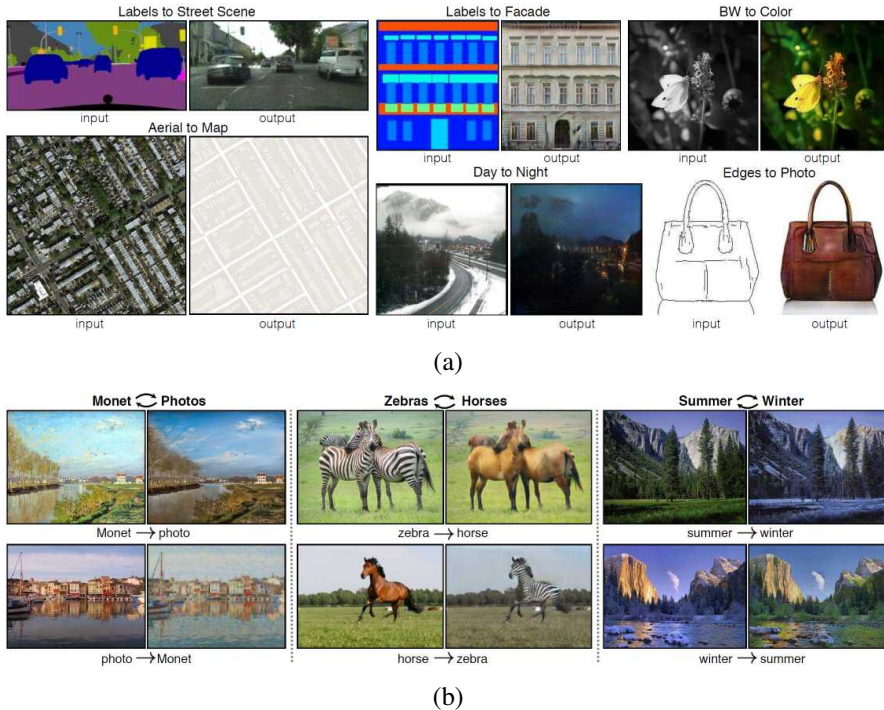 Labels to Street Scene
input output
Aerial to Map
input output
Labels to Facade
input output
BW to Color
input output
Day to Night
input output
Edges to Photo
input output
(a)
Monet Photos
Monet → photo
photo → Monet
Zebras Horses
zebra → horse
horse → zebra
Summer Winter
summer → winter
winter → summer
(b)